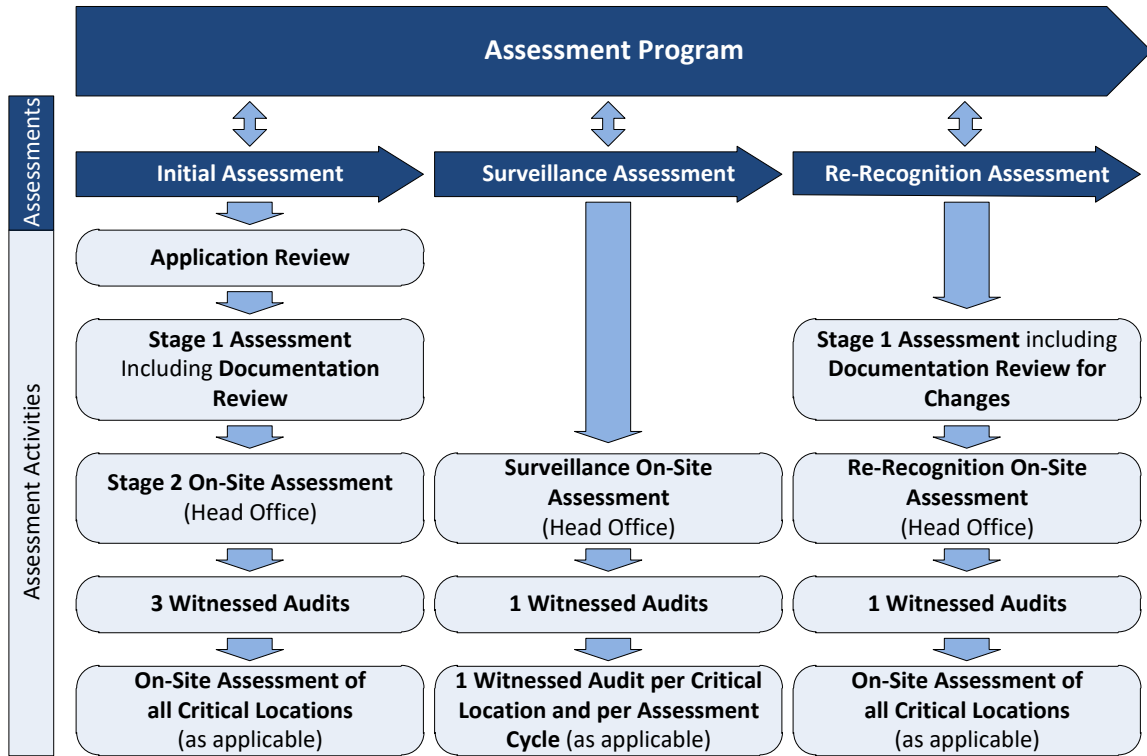 Assessment Program
Assessments
Initial Assessment
Surveillance Assessment
Re-Recognition Assessment
Assessment Activities
Application Review
Stage 1 Assessment
Including Documentation
Review
Stage 2 On-Site Assessment
(Head Office)
3 Witnessed Audits
On-Site Assessment of
all Critical Locations
(as applicable)
Surveillance On-Site
Assessment
(Head Office)
1 Witnessed Audits
1 Witnessed Audit per Critical
Location and per Assessment
Cycle (as applicable)
Stage 1 Assessment including
Documentation Review for
Changes
Re-Recognition On-Site
Assessment
(Head Office)
1 Witnessed Audits
On-Site Assessment of
all Critical Locations
(as applicable)